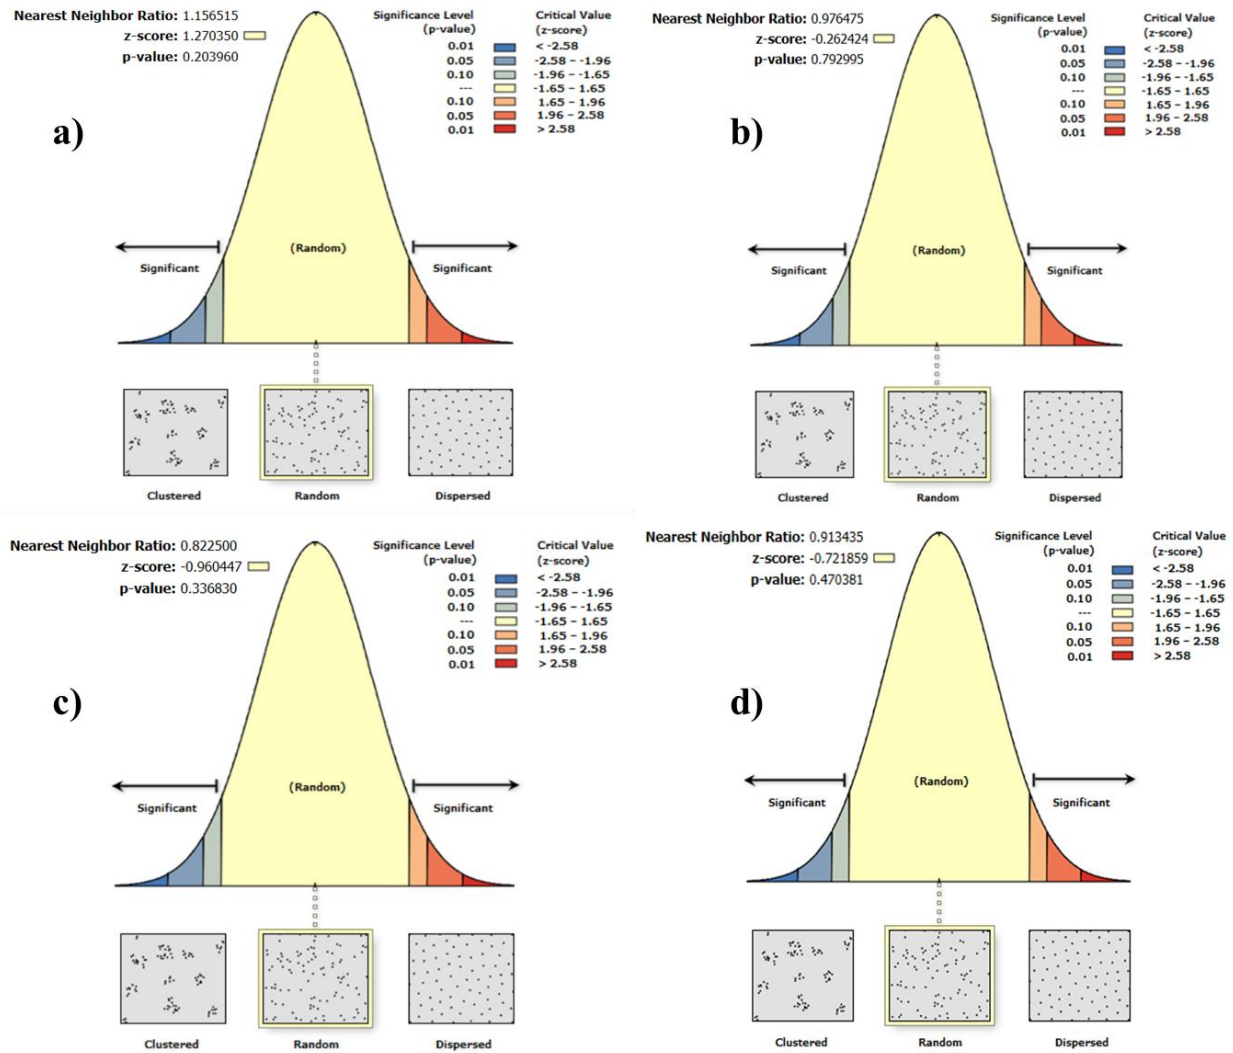 Nearest Neighbor Ratio: 1.156515
z-score: 1.270350
p-value: 0.203960
Significance Level
(p-value)
Critical Value
(z-score)
0.01 < -2.58
0.05 -2.58 - -1.96
0.10 -1.96 - -1.65
--- -1.65 - 1.65
0.10 1.65 - 1.96
0.05 1.96 - 2.58
0.01 > 2.58
a)
(Random)
Significant
Significant
Clustered
Random
Dispersed
Nearest Neighbor Ratio: 0.976475
z-score: -0.262424
p-value: 0.792995
Significance Level
(p-value)
Critical Value
(z-score)
0.01 < -2.58
0.05 -2.58 - -1.96
0.10 -1.96 - -1.65
--- -1.65 - 1.65
0.10 1.65 - 1.96
0.05 1.96 - 2.58
0.01 > 2.58
b)
(Random)
Significant
Significant
Clustered
Random
Dispersed
Nearest Neighbor Ratio: 0.822500
z-score: -0.960447
p-value: 0.336830
Significance Level
(p-value)
Critical Value
(z-score)
0.01 < -2.58
0.05 -2.58 - -1.96
0.10 -1.96 - -1.65
--- -1.65 - 1.65
0.10 1.65 - 1.96
0.05 1.96 - 2.58
0.01 > 2.58
c)
(Random)
Significant
Significant
Clustered
Random
Dispersed
Nearest Neighbor Ratio: 0.913435
z-score: -0.721859
p-value: 0.470381
Significance Level
(p-value)
Critical Value
(z-score)
0.01 < -2.58
0.05 -2.58 - -1.96
0.10 -1.96 - -1.65
--- -1.65 - 1.65
0.10 1.65 - 1.96
0.05 1.96 - 2.58
0.01 > 2.58
d)
(Random)
Significant
Significant
Clustered
Random
Dispersed